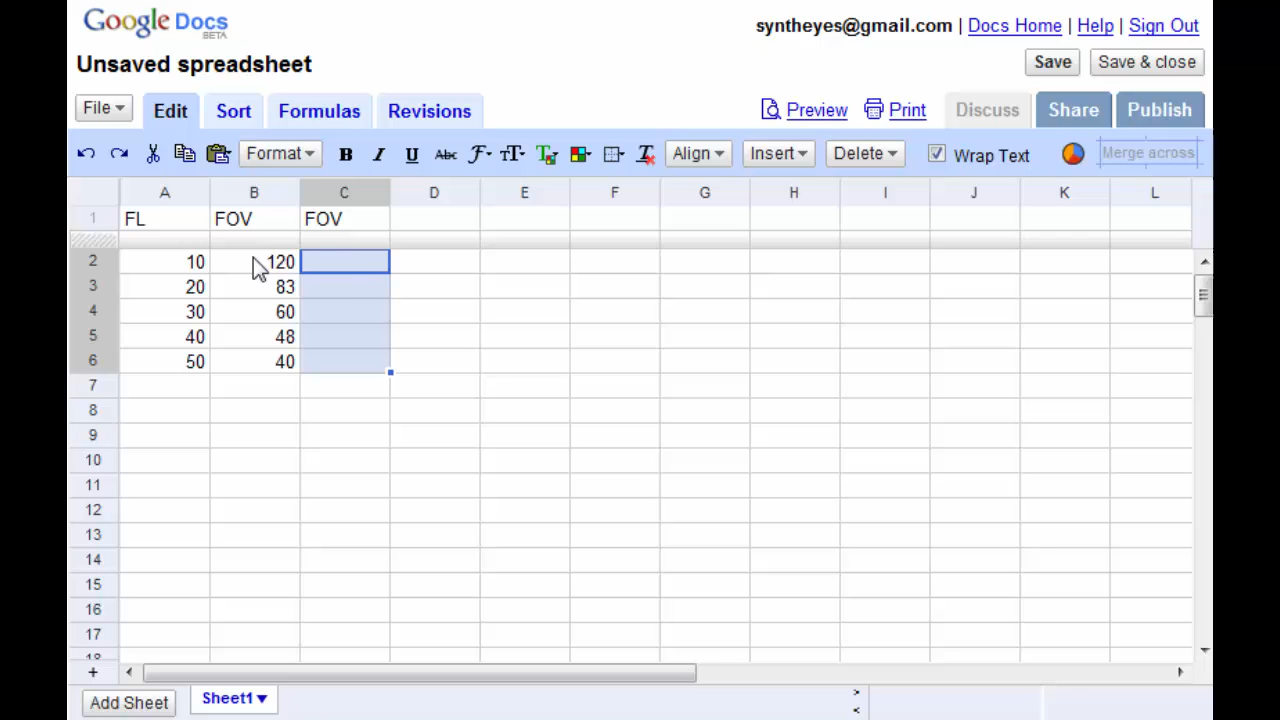 Google Docs
BETA
syntheyes@gmail.com | Docs Home | Help | Sign Out
Unsaved spreadsheet
Save Save & close
File Edit Sort Formulas Revisions Preview Print Discuss Share Publish
Format B I U Abc Align Insert Delete Wrap Text Merge across
A B C D E F G H I J K L
1 FL FOV FOV
2 10 120
3 20 83
4 30 60
5 40 48
6 50 40
7
8
9
10
11
12
13
14
15
16
17
18
+
Add Sheet Sheet1